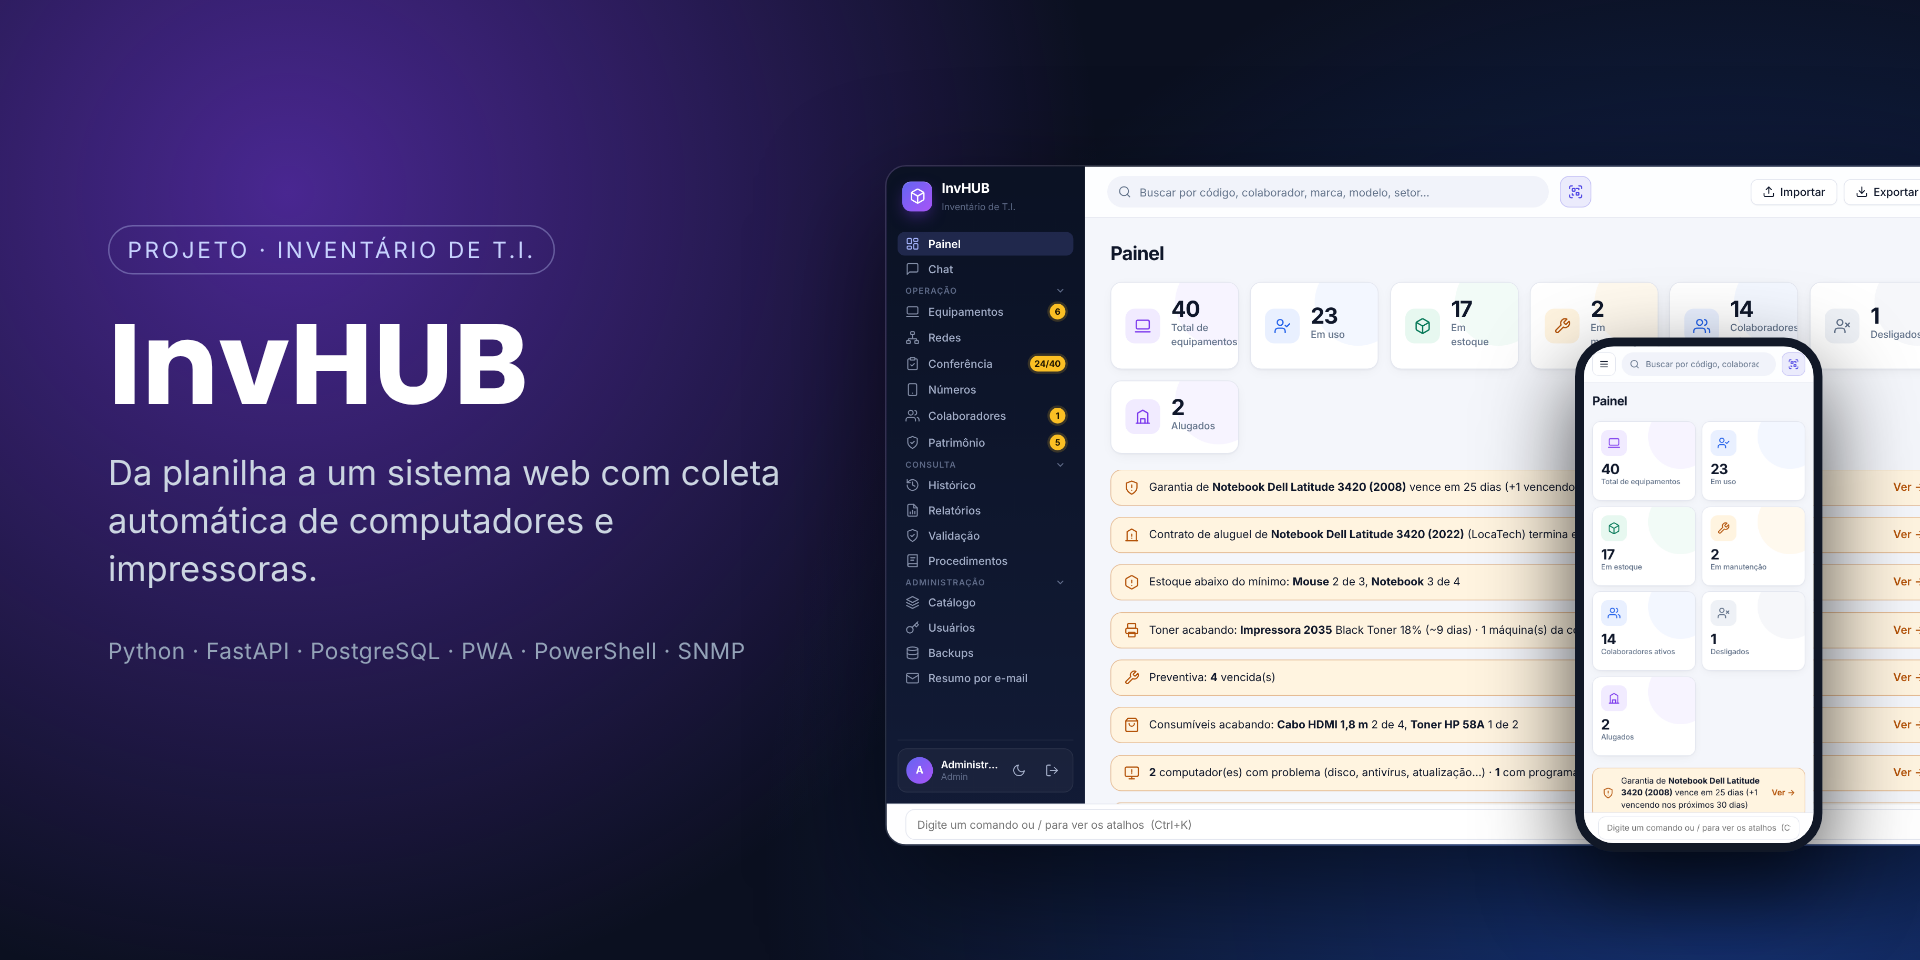 PROJETO · INVENTÁRIO DE T.I.
InvHUB
Da planilha a um sistema web com coleta
automática de computadores e
impressoras.
Python · FastAPI · PostgreSQL · PWA · PowerShell · SNMP
InvHUB
Inventário de T.I.
Painel
Chat
OPERAÇÃO
Equipamentos 6
Redes
Conferência 24/40
Números
Colaboradores 1
Patrimônio 5
CONSULTA
Histórico
Relatórios
Validação
Procedimentos
ADMINISTRAÇÃO
Catálogo
Usuários
Backups
Resumo por e-mail
A
Administr...
Admin
Buscar por código, colaborador, marca, modelo, setor...
Importar
Exportar
Painel
40
Total de
equipamentos
23
Em uso
17
Em
estoque
2
Em
14
Colaboradores
1
Desligados
2
Alugados
Garantia de Notebook Dell Latitude 3420 (2008) vence em 25 dias (+1 vencendo
Ver
Contrato de aluguel de Notebook Dell Latitude 3420 (2022) (LocaTech) termina
Ver
Estoque abaixo do mínimo: Mouse 2 de 3, Notebook 3 de 4
Ver
Toner acabando: Impressora 2035 Black Toner 18% (~9 dias) · 1 máquina(s) da
Ver
Preventiva: 4 vencida(s)
Ver
Consumíveis acabando: Cabo HDMI 1,8 m 2 de 4, Toner HP 58A 1 de 2
Ver
2 computador(es) com problema (disco, antivírus, atualização...) · 1 com
Ver
Digite um comando ou / para ver os atalhos (Ctrl+K)
Buscar por código, colaborac
Painel
40
Total de equipamentos
23
Em uso
17
Em estoque
2
Em manutenção
14
Colaboradores ativos
1
Desligados
2
Alugados
Garantia de Notebook Dell Latitude
3420 (2008) vence em 25 dias (+1
vencendo nos próximos 30 dias)
Ver →
Digite um comando ou / para ver os atalhos (C